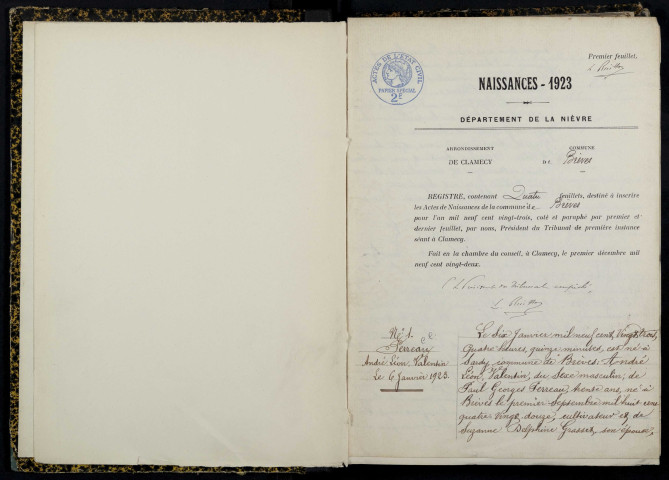 Premier feuillet.
ACTES DE L'ÉTAT CIVIL
PAPIER SPÉCIAL
2F
NAISSANCES - 1923
DÉPARTEMENT DE LA NIÈVRE
ARRONDISSEMENT
DE CLAMECY
COMMUNE
DE Brèves
REGISTRE, contenant Quatre feuillets, destiné à inscrire
les Actes de Naissances de la commune de Brèves
pour l'an mil neuf cent vingt-trois, coté et paraphé par premier et
dernier feuillet, par nous, Président du Tribunal de première instance
séant à Clamecy.
Fait en la chambre du conseil, à Clamecy, le premier décembre mil
neuf cent vingt-deux.
N° 1.
Perreau
André Léon Valentin
Le 6 Janvier 1923.
Le Six Janvier mil neuf cent Vingt trois,
Quatre heures, quinze minutes, est né à
Sardy commune de Brèves: André
Léon, Valentin, du Sexe masculin, de
Paul Georges Perreau, trente ans, né à
Brèves le premier Septembre mil huit cent
quatre vingt douze, cultivateur et de
Suzanne Delphine Grasset, son épouse,